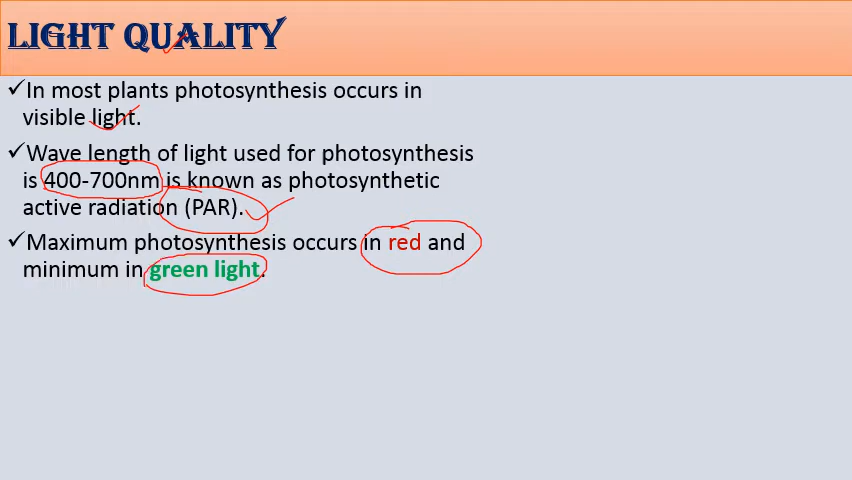 LIGHT QUALITY
✓In most plants photosynthesis occurs in
visible light.
✓Wave length of light used for photosynthesis
is 400-700nm is known as photosynthetic
active radiation (PAR).
✓Maximum photosynthesis occurs in red and
minimum in green light.